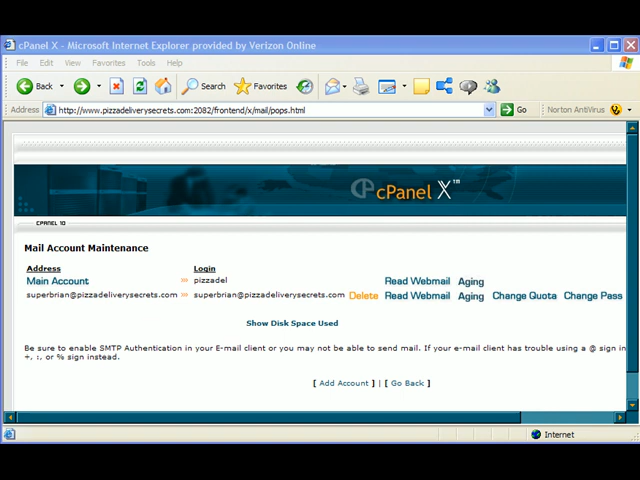 cPanel X - Microsoft Internet Explorer provided by Verizon Online
File Edit View Favorites Tools Help
Back Search Favorites
Address http://www.pizzadeliverysecrets.com:2082/frontend/x/mail/pops.html Go Norton AntiVirus
cPanel X™
CPANEL 10
Mail Account Maintenance
Address Login
Main Account pizzadel Read Webmail Aging
superbrian@pizzadeliverysecrets.com superbrian@pizzadeliverysecrets.com Delete Read Webmail Aging Change Quota Change Pass
Show Disk Space Used
Be sure to enable SMTP Authentication in your E-mail client or you may not be able to send mail. If your e-mail client has trouble using a @ sign in
+, :, or % sign instead.
[ Add Account ] | [ Go Back ]
Internet